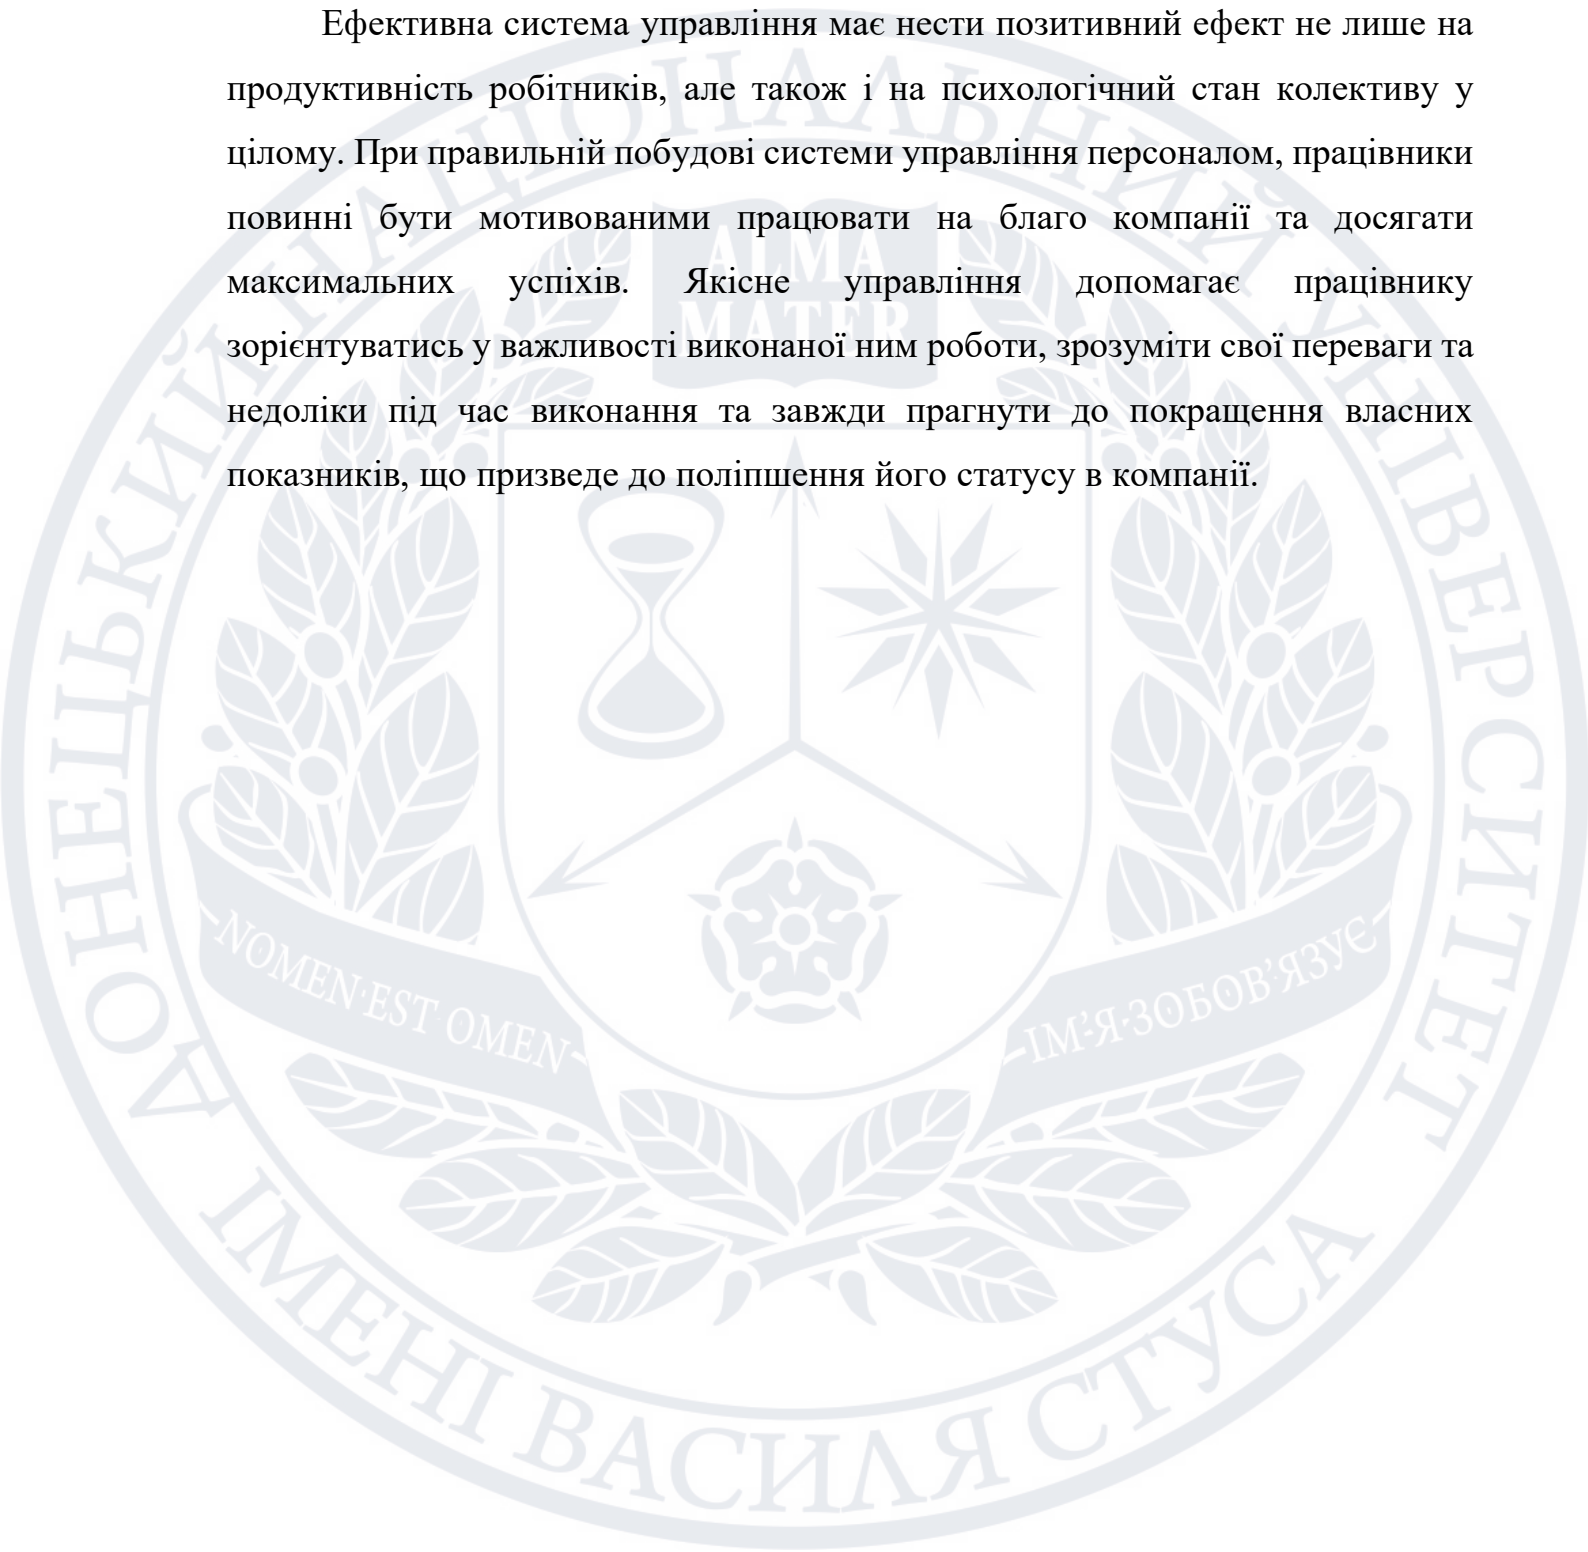 Ефективна система управління має нести позитивний ефект не лише на
продуктивність робітників, але також і на психологічний стан колективу у
цілому. При правильній побудові системи управління персоналом, працівники
повинні бути мотивованими працювати на благо компанії та досягати
максимальних успіхів. Якісне управління допомагає працівнику
зорієнтуватись у важливості виконаної ним роботи, зрозуміти свої переваги та
недоліки під час виконання та завжди прагнути до покращення власних
показників, що призведе до поліпшення його статусу в компанії.
ДОНЕЦЬКИЙ НАЦІОНАЛЬНИЙ УНІВЕРСИТЕТ
ALMA
MATER
NOMEN·EST·OMEN
ІМ'Я·ЗОБОВ'ЯЗУЄ
ІМЕНІ ВАСИЛЯ СТУСА